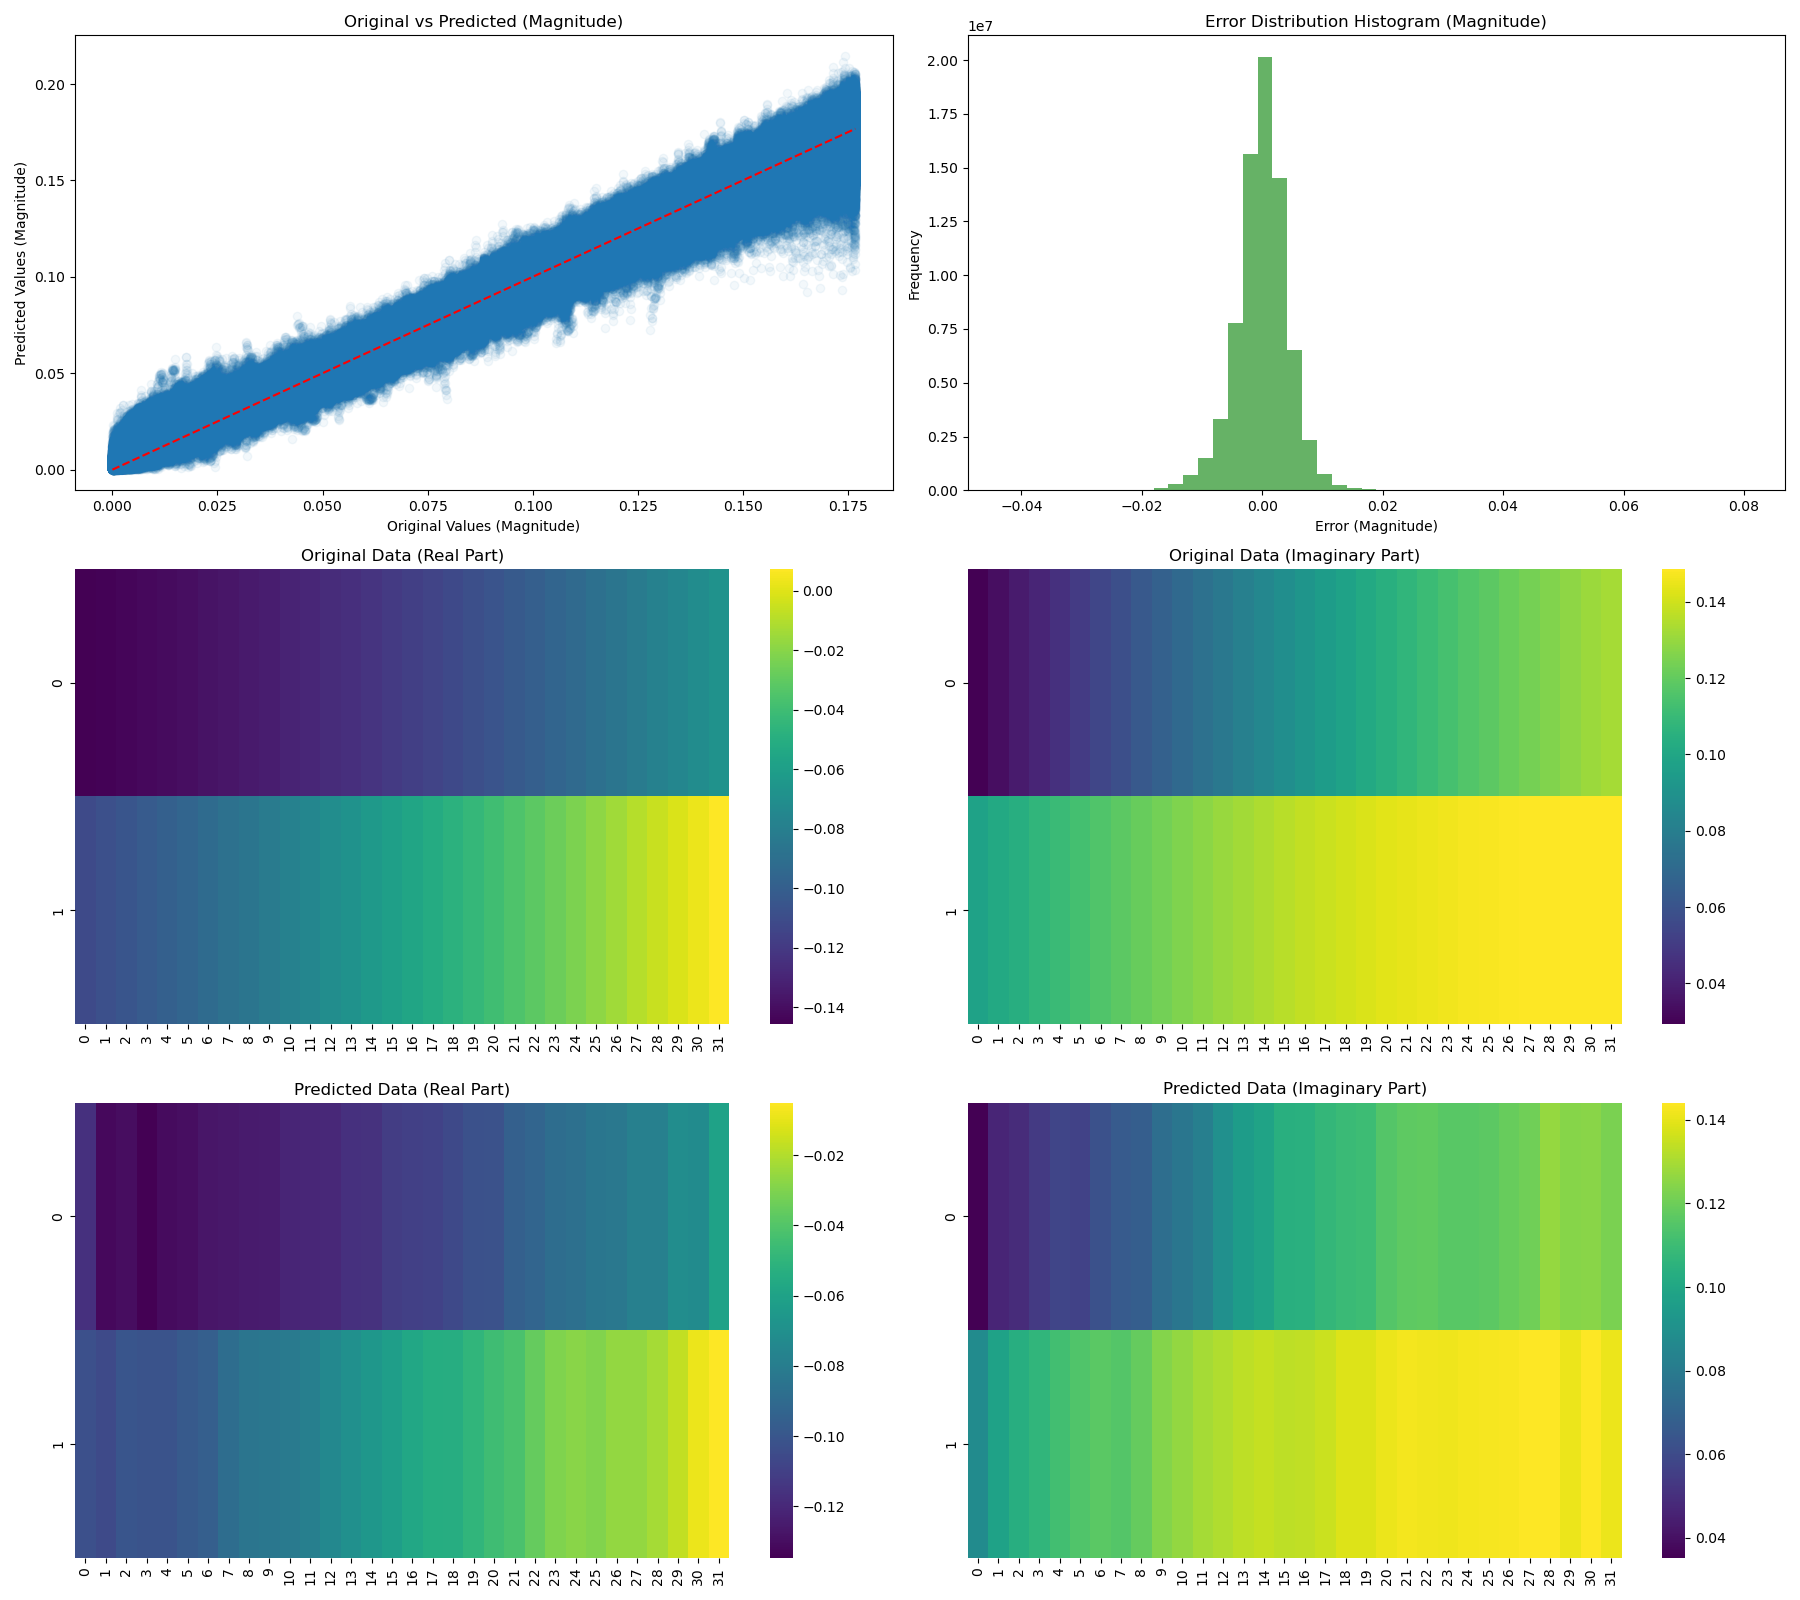 Original vs Predicted (Magnitude)
Predicted Values (Magnitude)
0.20
0.15
0.10
0.05
0.00
0.000 0.025 0.050 0.075 0.100 0.125 0.150 0.175
Original Values (Magnitude)
Error Distribution Histogram (Magnitude)
1e7
Frequency
2.00
1.75
1.50
1.25
1.00
0.75
0.50
0.25
0.00
−0.04 −0.02 0.00 0.02 0.04 0.06 0.08
Error (Magnitude)
Original Data (Real Part)
0
1
0 1 2 3 4 5 6 7 8 9 10 11 12 13 14 15 16 17 18 19 20 21 22 23 24 25 26 27 28 29 30 31
0.00
−0.02
−0.04
−0.06
−0.08
−0.10
−0.12
−0.14
Original Data (Imaginary Part)
0
1
0 1 2 3 4 5 6 7 8 9 10 11 12 13 14 15 16 17 18 19 20 21 22 23 24 25 26 27 28 29 30 31
0.14
0.12
0.10
0.08
0.06
0.04
Predicted Data (Real Part)
0
1
0 1 2 3 4 5 6 7 8 9 10 11 12 13 14 15 16 17 18 19 20 21 22 23 24 25 26 27 28 29 30 31
−0.02
−0.04
−0.06
−0.08
−0.10
−0.12
Predicted Data (Imaginary Part)
0
1
0 1 2 3 4 5 6 7 8 9 10 11 12 13 14 15 16 17 18 19 20 21 22 23 24 25 26 27 28 29 30 31
0.14
0.12
0.10
0.08
0.06
0.04